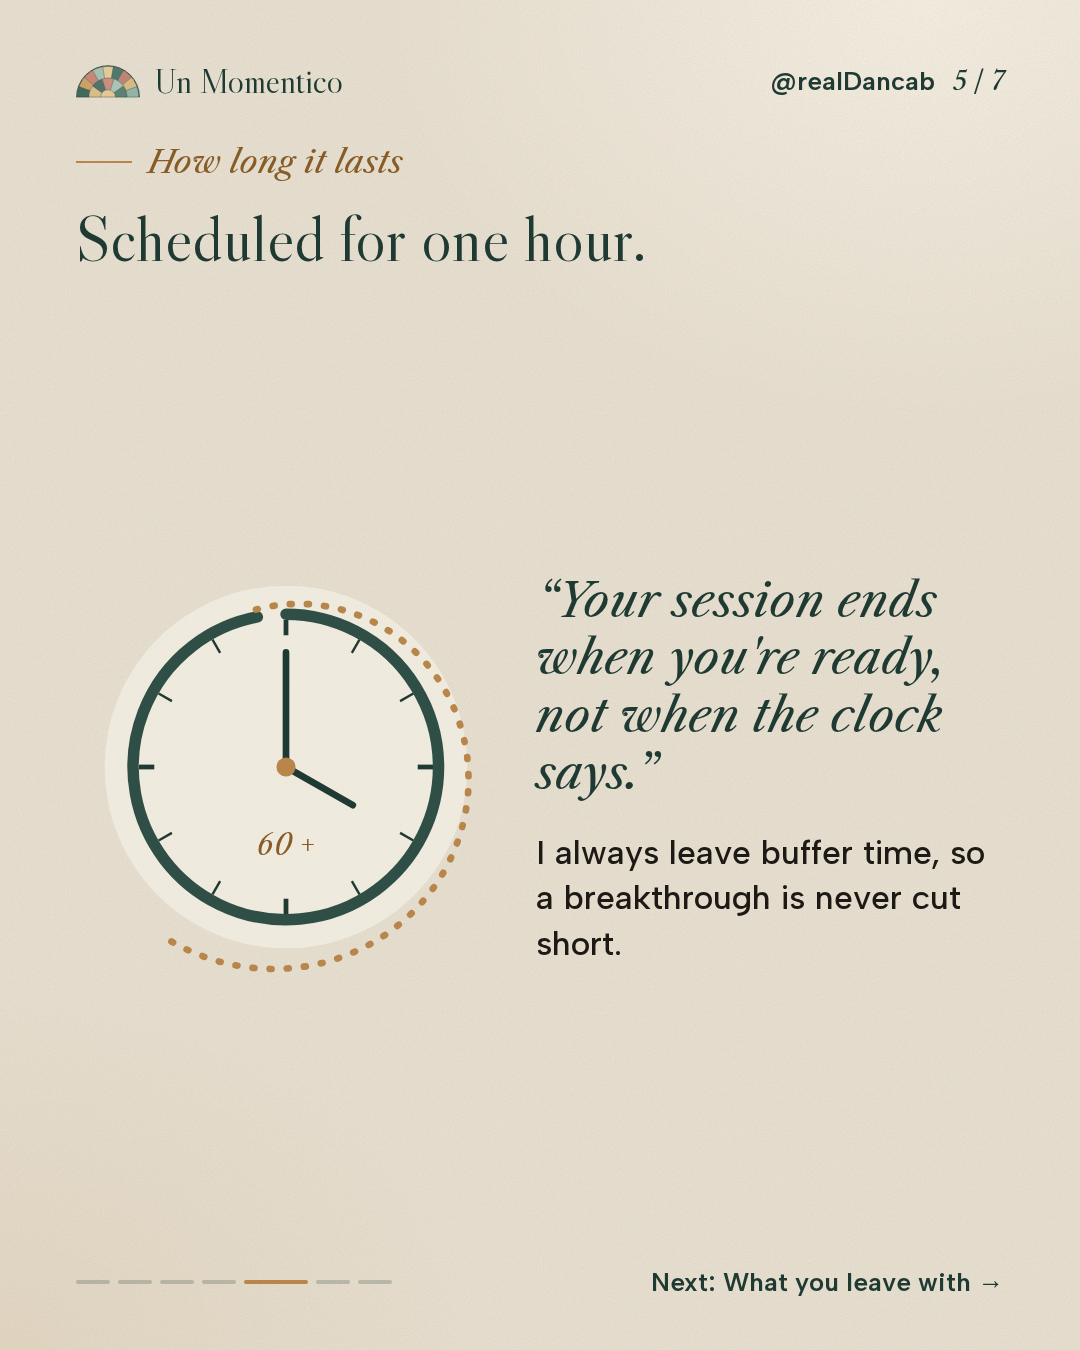 Un Momentico
@realDancab 5 / 7
How long it lasts
Scheduled for one hour.
“Your session ends
when you're ready,
not when the clock
says.”
60 +
I always leave buffer time, so
a breakthrough is never cut
short.
Next: What you leave with →